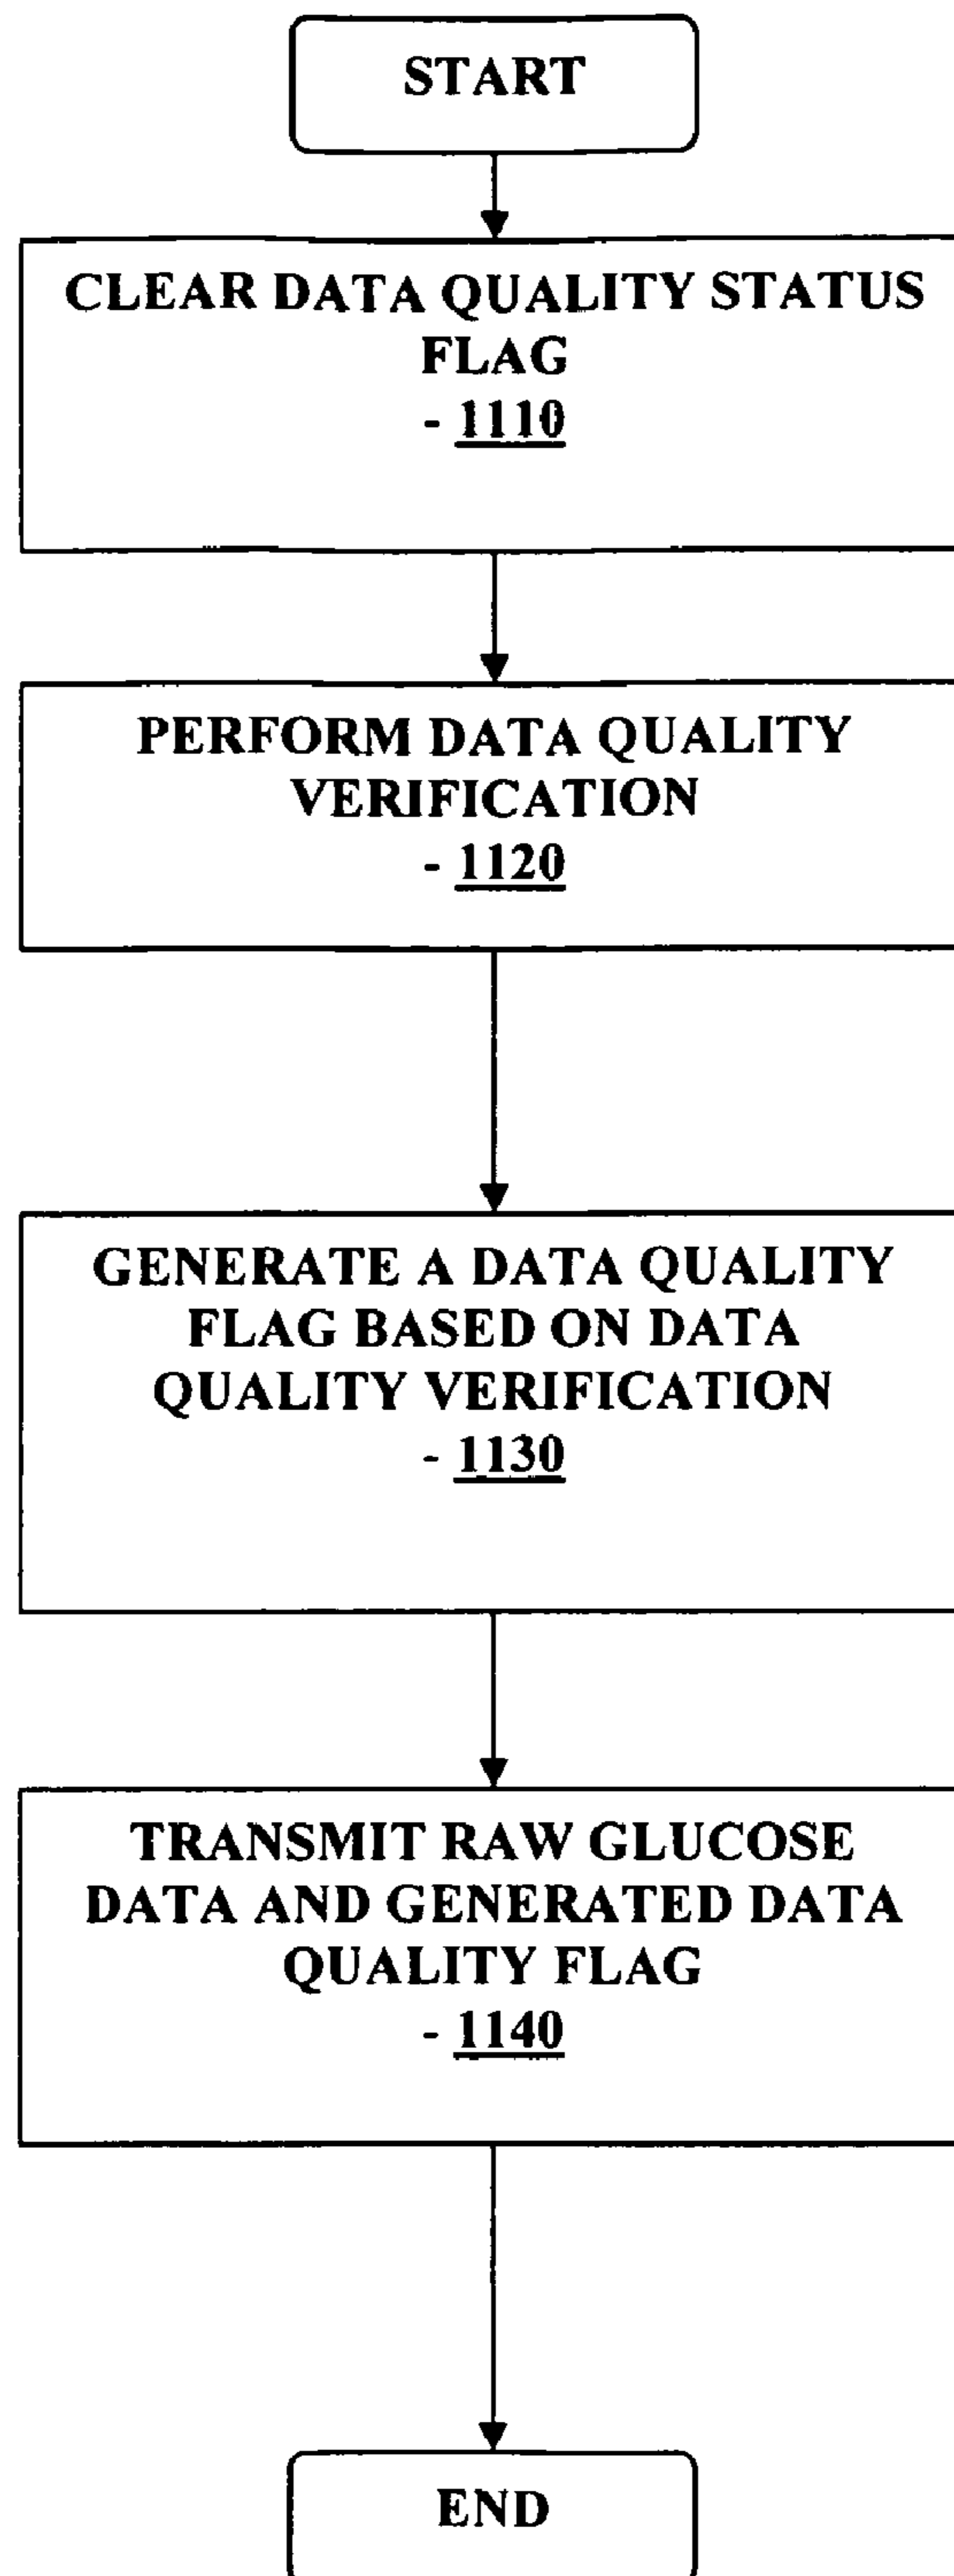 START
CLEAR DATA QUALITY STATUS
FLAG
- 1110
PERFORM DATA QUALITY
VERIFICATION
- 1120
GENERATE A DATA QUALITY
FLAG BASED ON DATA
QUALITY VERIFICATION
- 1130
TRANSMIT RAW GLUCOSE
DATA AND GENERATED DATA
QUALITY FLAG
- 1140
END